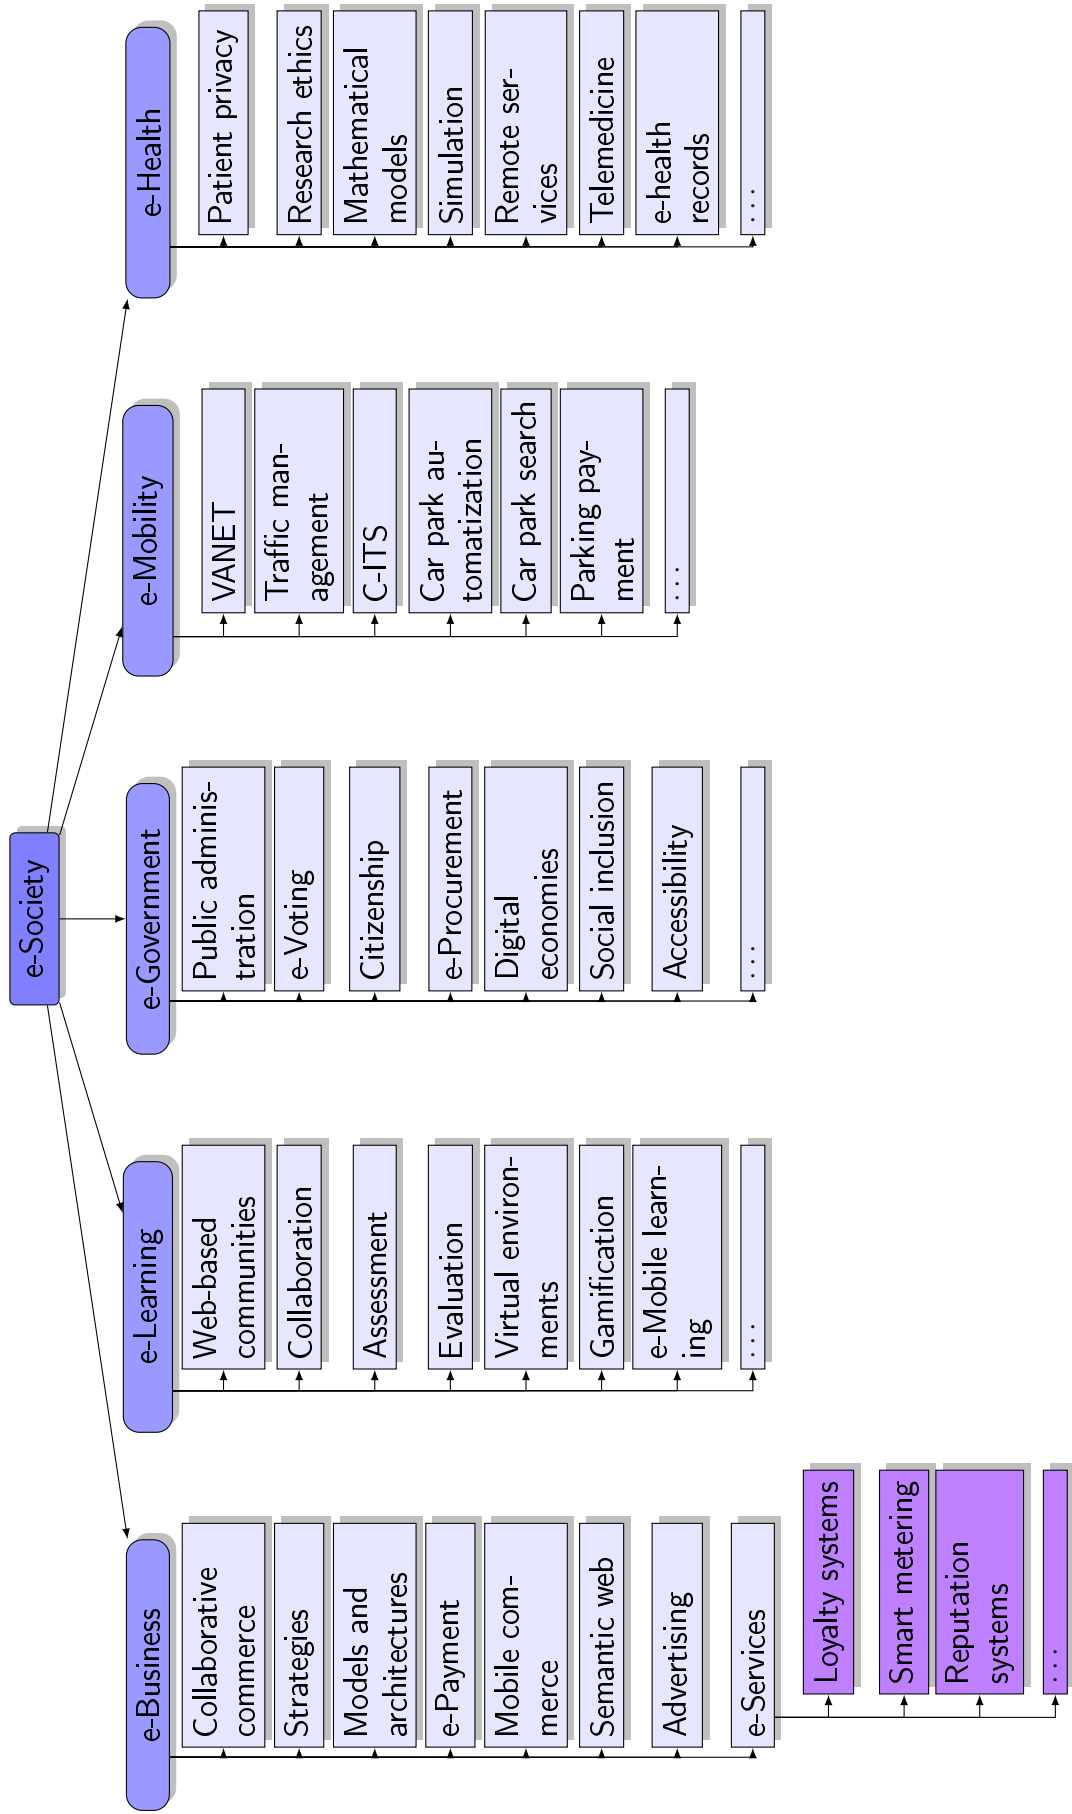 e-Society
e-Business
Collaborative
commerce
Strategies
Models and
architectures
e-Payment
Mobile com-
merce
Semantic web
Advertising
e-Services
Loyalty systems
Smart metering
Reputation
systems
...
e-Learning
Web-based
communities
Collaboration
Assessment
Evaluation
Virtual environ-
ments
Gamification
e-Mobile learn-
ing
...
e-Government
Public adminis-
tration
e-Voting
Citizenship
e-Procurement
Digital
economies
Social inclusion
Accessibility
...
e-Mobility
VANET
Traffic man-
agement
C-ITS
Car park au-
tomatization
Car park search
Parking pay-
ment
...
e-Health
Patient privacy
Research ethics
Mathematical
models
Simulation
Remote ser-
vices
Telemedicine
e-health
records
...